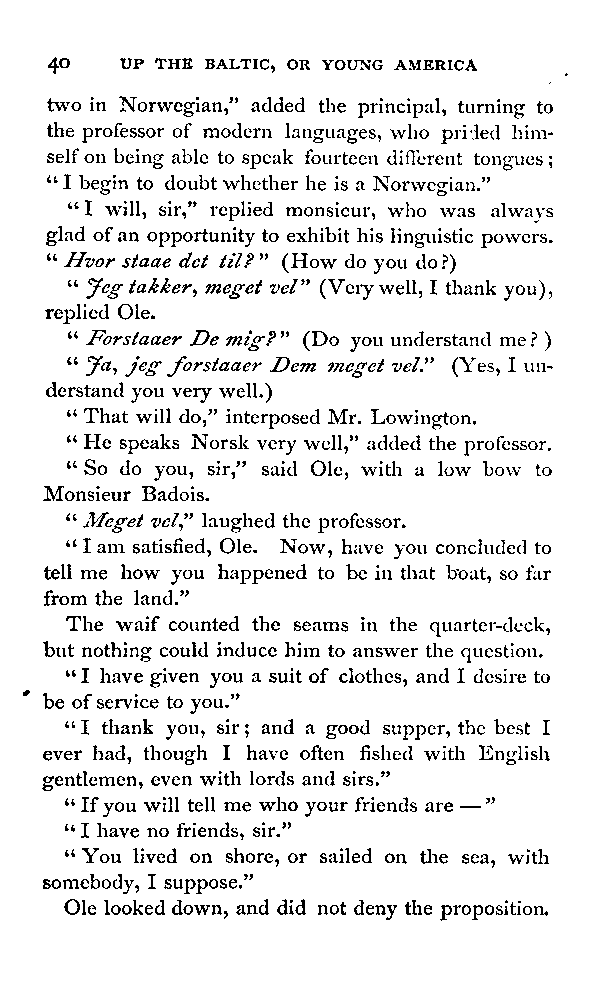 40 UP THE BALTIC, OR YOUNG AMERICA
two in Norwegian," added the principal, turning to
the professor of modern languages, who prided him-
self on being able to speak fourteen different tongues;
"I begin to doubt whether he is a Norwegian."
"I will, sir," replied monsieur, who was always
glad of an opportunity to exhibit his linguistic powers.
"Hvor staae det til?" (How do you do?)
"Jeg takker, meget vel" (Very well, I thank you),
replied Ole.
"Forstaaer De mig?" (Do you understand me?)
"Ja, jeg forstaaer Dem meget vel." (Yes, I un-
derstand you very well.)
"That will do," interposed Mr. Lowington.
"He speaks Norsk very well," added the professor.
"So do you, sir," said Ole, with a low bow to
Monsieur Badois.
"Meget vel," laughed the professor.
"I am satisfied, Ole. Now, have you concluded to
tell me how you happened to be in that boat, so far
from the land."
The waif counted the seams in the quarter-deck,
but nothing could induce him to answer the question.
"I have given you a suit of clothes, and I desire to
be of service to you."
"I thank you, sir; and a good supper, the best I
ever had, though I have often fished with English
gentlemen, even with lords and sirs."
"If you will tell me who your friends are — "
"I have no friends, sir."
"You lived on shore, or sailed on the sea, with
somebody, I suppose."
Ole looked down, and did not deny the proposition.